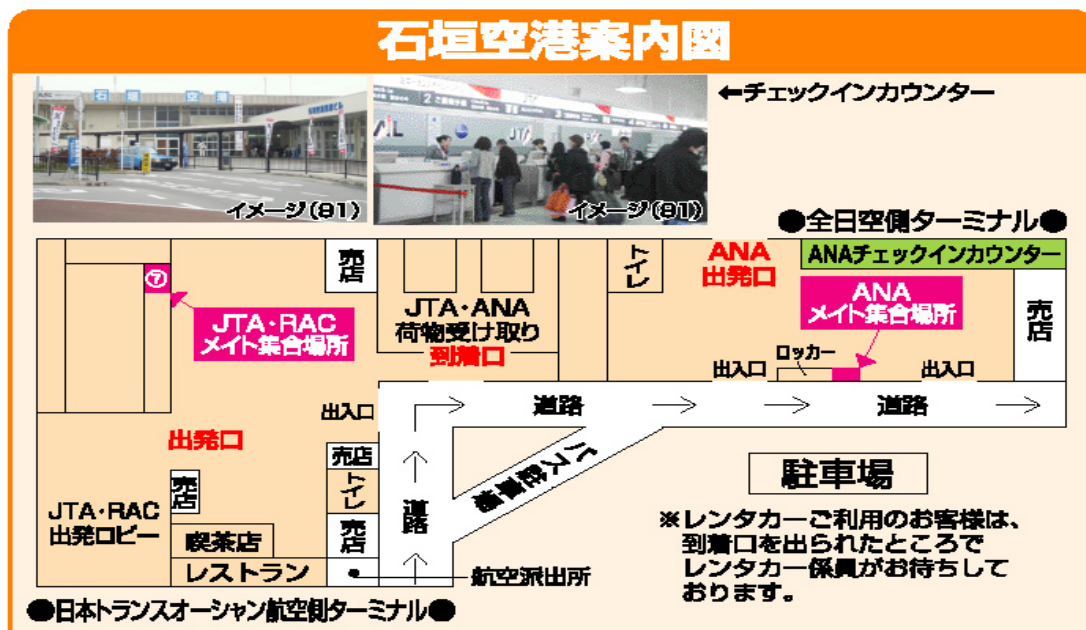 石垣空港案内図
石垣 空港
←チェックインカウンター
JTA
イメージ(81)
イメージ(81)
●全日空側ターミナル●
ANAチェックインカウンター
売店
トイレ
ANA
出発口
⑦
JTA・RAC
メイト集合場所
JTA・ANA
荷物受け取り
到着口
ANA
メイト集合場所
売店
出入口
ロッカー
出入口
出入口
道路
道路
出発口
売店
バス駐車場
駐車場
売店
トイレ
道路
JTA・RAC
出発ロビー
喫茶店
売店
レストラン
航空派出所
※レンタカーご利用のお客様は、
到着口を出られたところで
レンタカー係員がお待ちして
おります。
●日本トランスオーシャン航空側ターミナル●